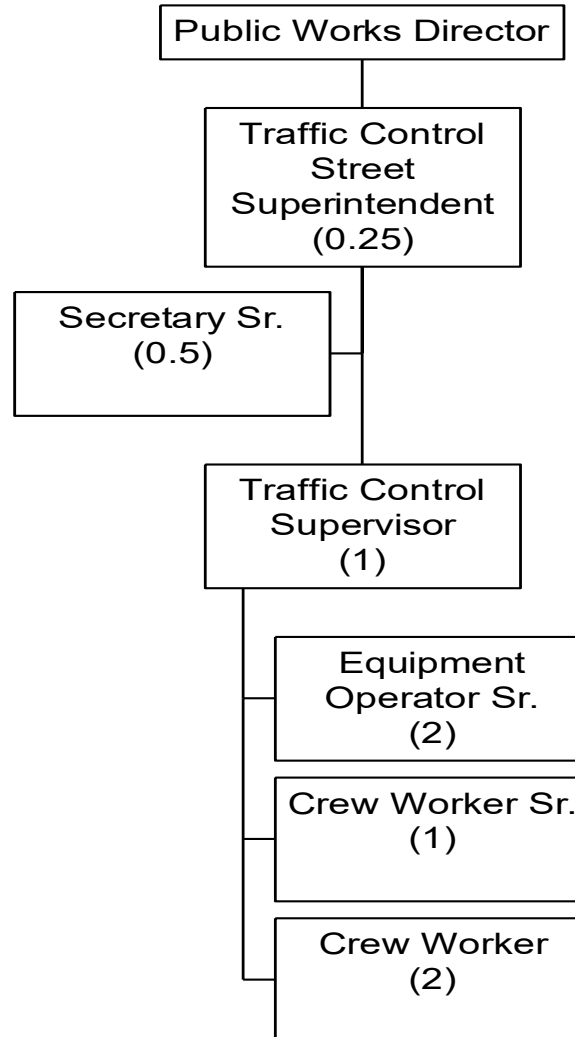 Public Works Director
Traffic Control
Street
Superintendent
(0.25)
Secretary Sr.
(0.5)
Traffic Control
Supervisor
(1)
Equipment
Operator Sr.
(2)
Crew Worker Sr.
(1)
Crew Worker
(2)